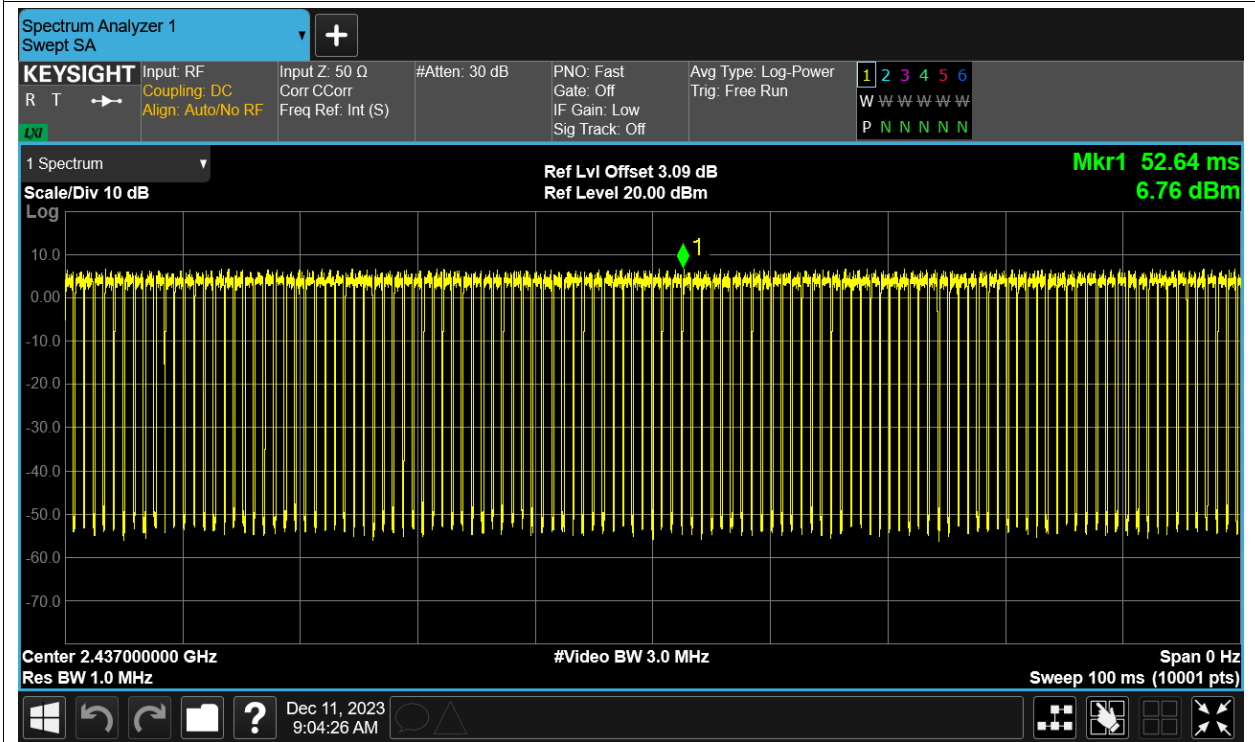 Spectrum Analyzer 1
Swept SA
+
KEYSIGHT
R T
LXI
Input: RF
Coupling: DC
Align: Auto/No RF
Input Z: 50 Ω
Corr CCorr
Freq Ref: Int (S)
#Atten: 30 dB
PNO: Fast
Gate: Off
IF Gain: Low
Sig Track: Off
Avg Type: Log-Power
Trig: Free Run
1 2 3 4 5 6
W W W W W W
P N N N N N
1 Spectrum
Scale/Div 10 dB
Log
Ref Lvl Offset 3.09 dB
Ref Level 20.00 dBm
Mkr1 52.64 ms
6.76 dBm
1
10.0
0.00
-10.0
-20.0
-30.0
-40.0
-50.0
-60.0
-70.0
Center 2.437000000 GHz
Res BW 1.0 MHz
#Video BW 3.0 MHz
Span 0 Hz
Sweep 100 ms (10001 pts)
?
Dec 11, 2023
9:04:26 AM